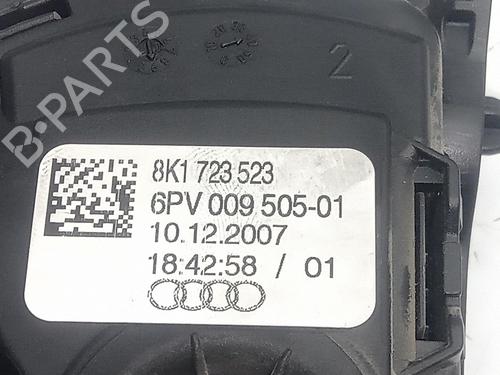 2
B-PARTS
8K1 723 523
6PV 009 505-01
10.12.2007
18:42:58 / 01